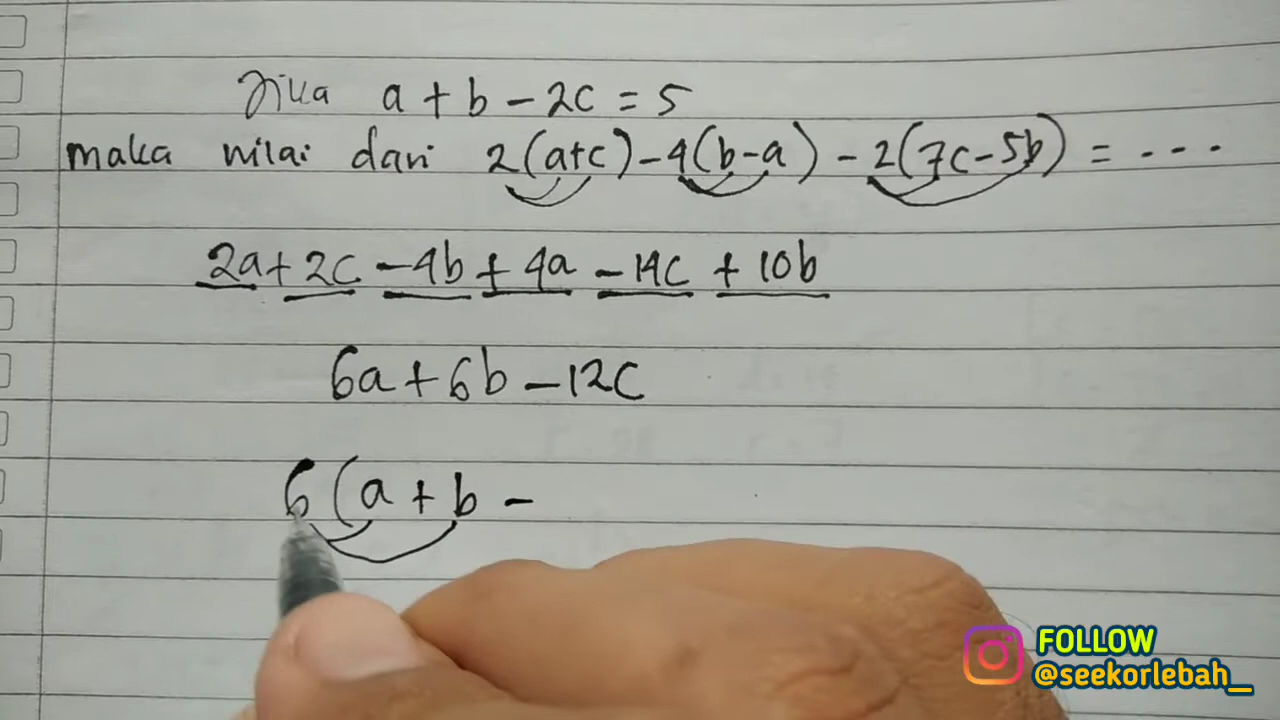 Jika a + b - 2c = 5
maka nilai dari 2(a+c) - 4(b-a) - 2(7c-5b) = ....
2a + 2c - 4b + 4a - 14c + 10b
6a + 6b - 12c
6(a + b -
FOLLOW
@seekorlebah_